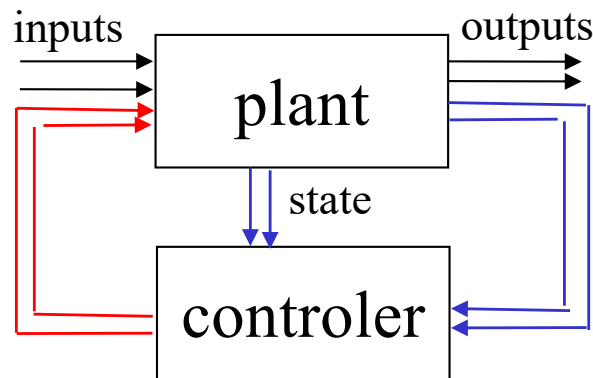 inputs
outputs
plant
state
controler